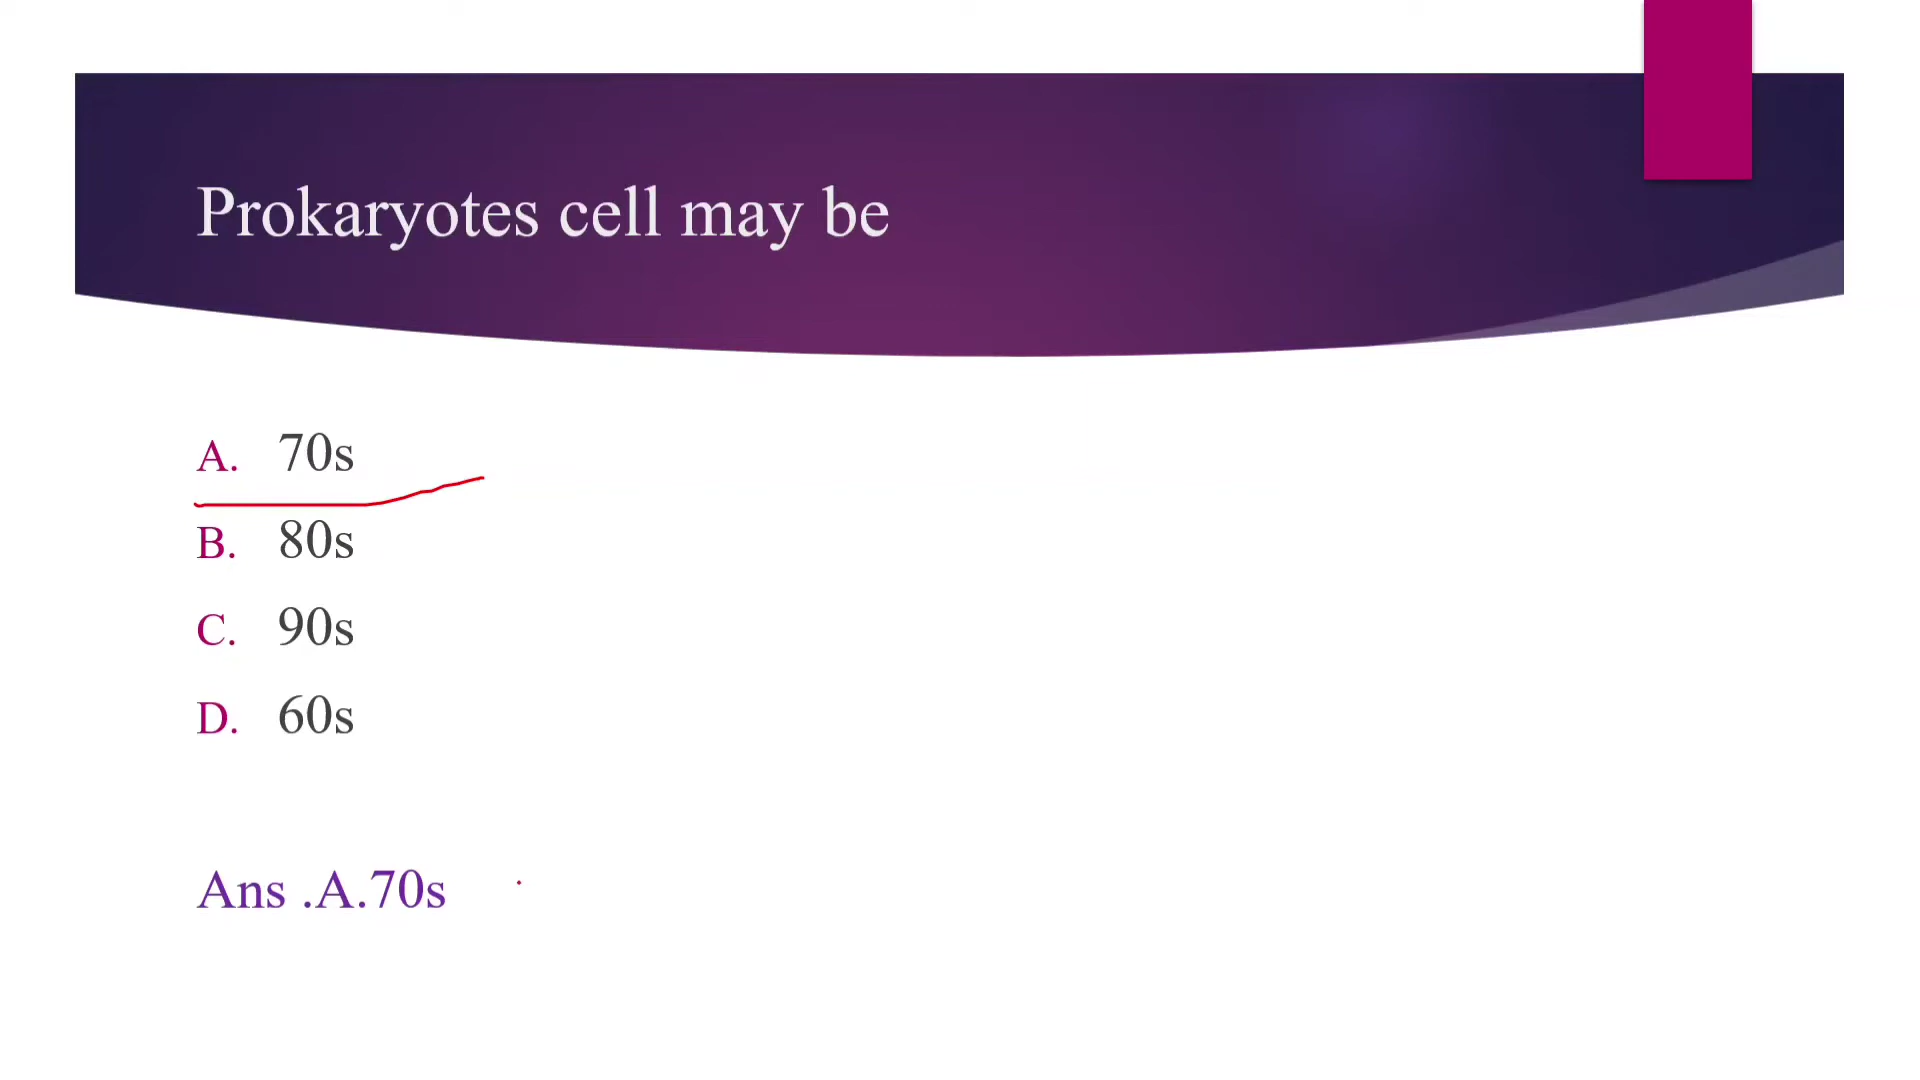 Prokaryotes cell may be
A. 70s
B. 80s
C. 90s
D. 60s
Ans .A.70s